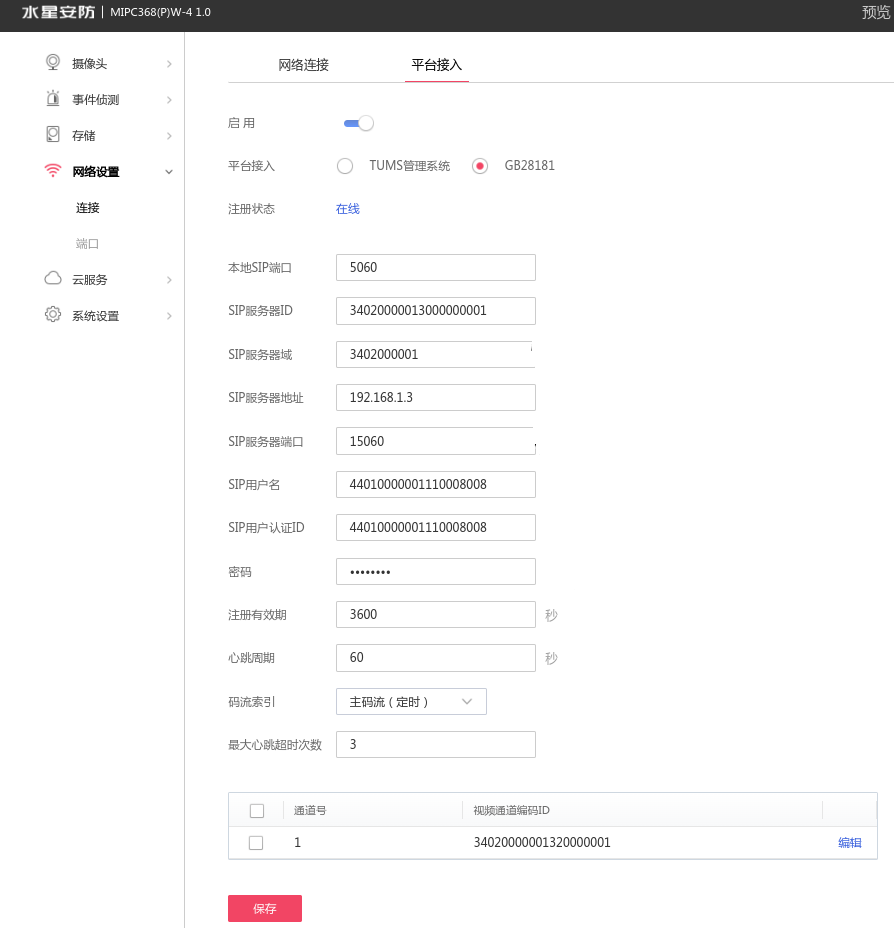 水星安防 | MIPC368(P)W-4 1.0
预览
摄像头
事件侦测
存储
网络设置
连接
端口
云服务
系统设置
网络连接 平台接入
启 用
平台接入 TUMS管理系统 GB28181
注册状态 在线
本地SIP端口 5060
SIP服务器ID 34020000013000000001
SIP服务器域 3402000001
SIP服务器地址 192.168.1.3
SIP服务器端口 15060
SIP用户名 44010000001110008008
SIP用户认证ID 44010000001110008008
密码 ••••••••
注册有效期 3600 秒
心跳周期 60 秒
码流索引 主码流（定时）
最大心跳超时次数 3
通道号 视频通道编码ID
1 34020000001320000001 编辑
保存